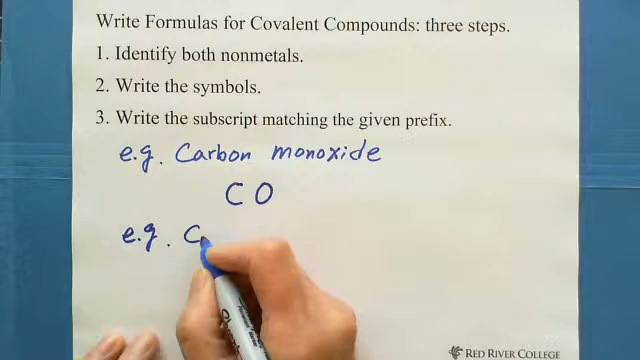 Write Formulas for Covalent Compounds: three steps.
1. Identify both nonmetals.
2. Write the symbols.
3. Write the subscript matching the given prefix.
e.g. Carbon monoxide
C O
e.g. C
RED RIVER COLLEGE